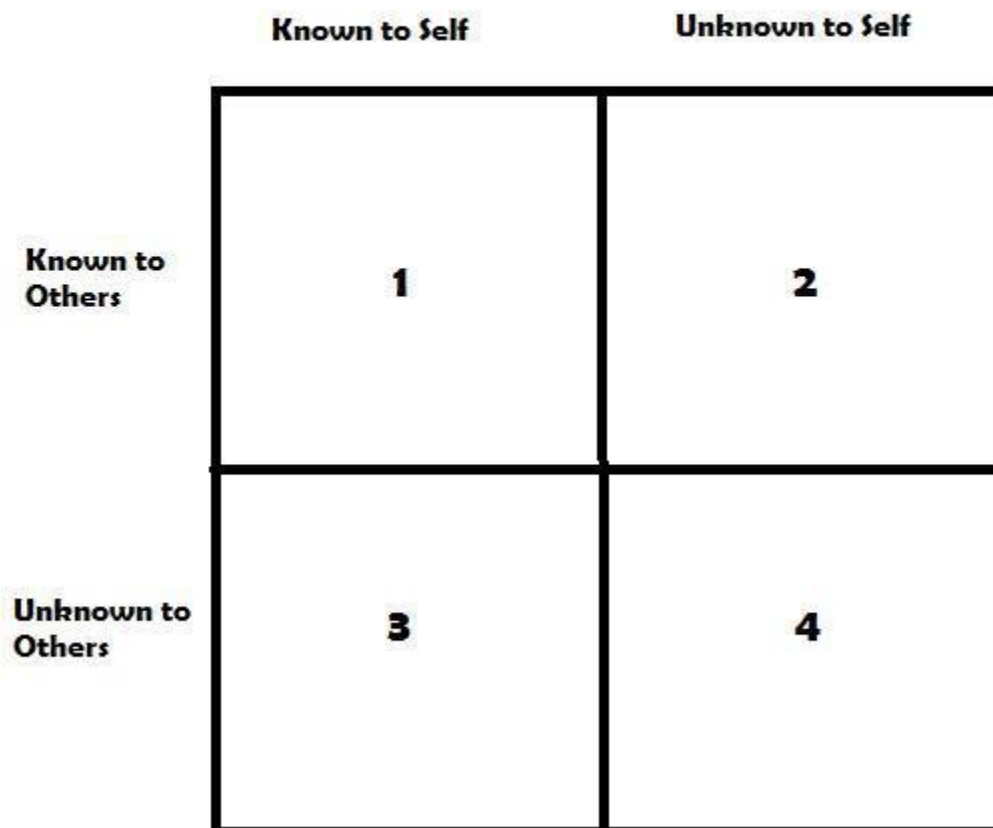 Known to Self
Unknown to Self
Known to
Others
1
2
Unknown to
Others
3
4